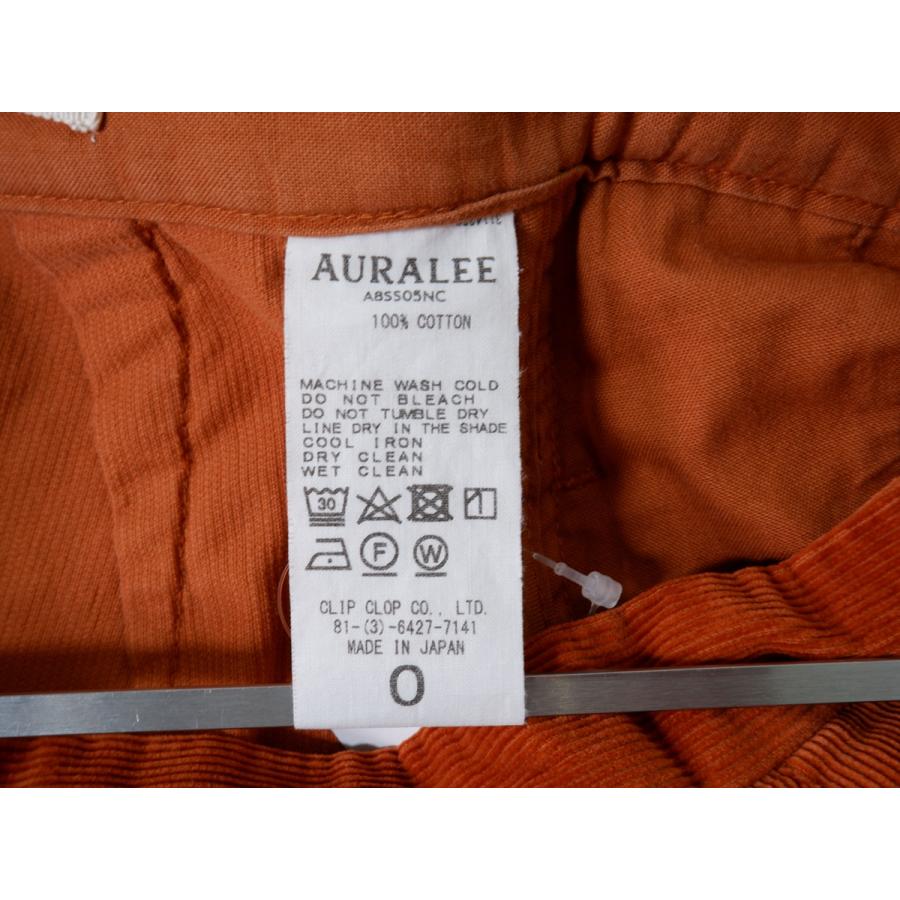 AURALEE
A8SS05NC
100% COTTON
MACHINE WASH COLD
DO NOT BLEACH
DO NOT TUMBLE DRY
LINE DRY IN THE SHADE
COOL IRON
DRY CLEAN
WET CLEAN
30
F W
CLIP CLOP CO., LTD.
81-(3)-6427-7141
MADE IN JAPAN
0